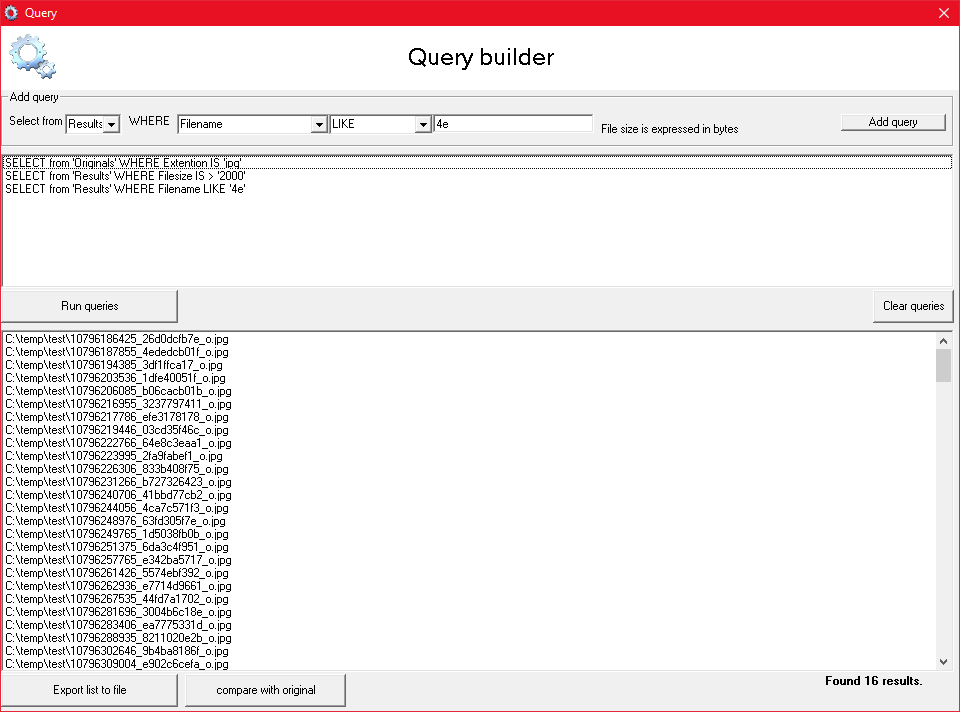 Query
Query builder
Add query
Select from Results WHERE Filename LIKE 4e File size is expressed in bytes Add query
SELECT from 'Originals' WHERE Extention IS 'jpg'
SELECT from 'Results' WHERE Filesize IS > '2000'
SELECT from 'Results' WHERE Filename LIKE '4e'
Run queries Clear queries
C:\temp\test\10796186425_26d0dcfb7e_o.jpg
C:\temp\test\10796187855_4ededcb01f_o.jpg
C:\temp\test\10796194385_3df1ffca17_o.jpg
C:\temp\test\10796203536_1dfe40051f_o.jpg
C:\temp\test\10796206085_b06cacb01b_o.jpg
C:\temp\test\10796216955_3237797411_o.jpg
C:\temp\test\10796217786_efe3178178_o.jpg
C:\temp\test\10796219446_03cd35f46c_o.jpg
C:\temp\test\10796222766_64e8c3eaa1_o.jpg
C:\temp\test\10796223995_2fa9fabef1_o.jpg
C:\temp\test\10796226306_833b408f75_o.jpg
C:\temp\test\10796231266_b727326423_o.jpg
C:\temp\test\10796240706_41bbd77cb2_o.jpg
C:\temp\test\10796244056_4ca7c571f3_o.jpg
C:\temp\test\10796248976_63fd305f7e_o.jpg
C:\temp\test\10796249765_1d5038fb0b_o.jpg
C:\temp\test\10796251375_6da3c4f951_o.jpg
C:\temp\test\10796257765_e342ba5717_o.jpg
C:\temp\test\10796261426_5574ebf392_o.jpg
C:\temp\test\10796262936_e7714d9661_o.jpg
C:\temp\test\10796267535_44fd7a1702_o.jpg
C:\temp\test\10796281696_3004b6c18e_o.jpg
C:\temp\test\10796283406_ea7775331d_o.jpg
C:\temp\test\10796288935_8211020e2b_o.jpg
C:\temp\test\10796302646_9b4ba8186f_o.jpg
C:\temp\test\10796309004_e902c6cefa_o.jpg
Export list to file compare with original Found 16 results.